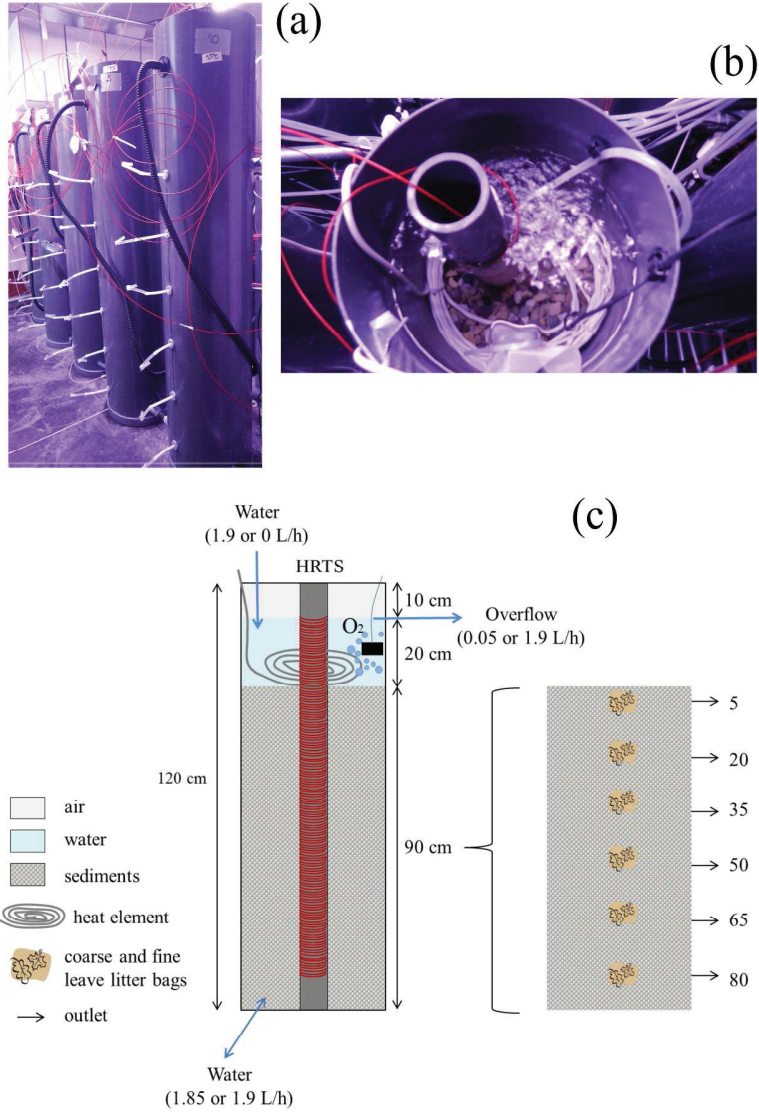 (a)
(b)
(c)
Water
(1.9 or 0 L/h)
HRTS
10 cm
O2
Overflow
(0.05 or 1.9 L/h)
20 cm
120 cm
90 cm
5
20
35
50
65
80
air
water
sediments
heat element
coarse and fine
leave litter bags
outlet
Water
(1.85 or 1.9 L/h)